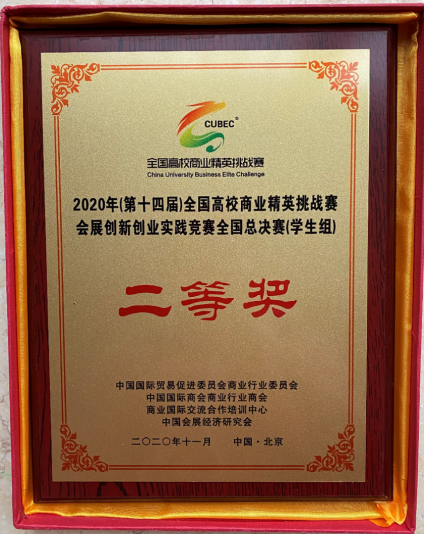 CUBEC®
全国高校商业精英挑战赛
China University Business Elite Challenge
2020年(第十四届)全国高校商业精英挑战赛
会展创新创业实践竞赛全国总决赛(学生组)
二等奖
中国国际贸易促进委员会商业行业委员会
中国国际商会商业行业商会
商业国际交流合作培训中心
中国会展经济研究会
二〇二〇年十一月 中国·北京